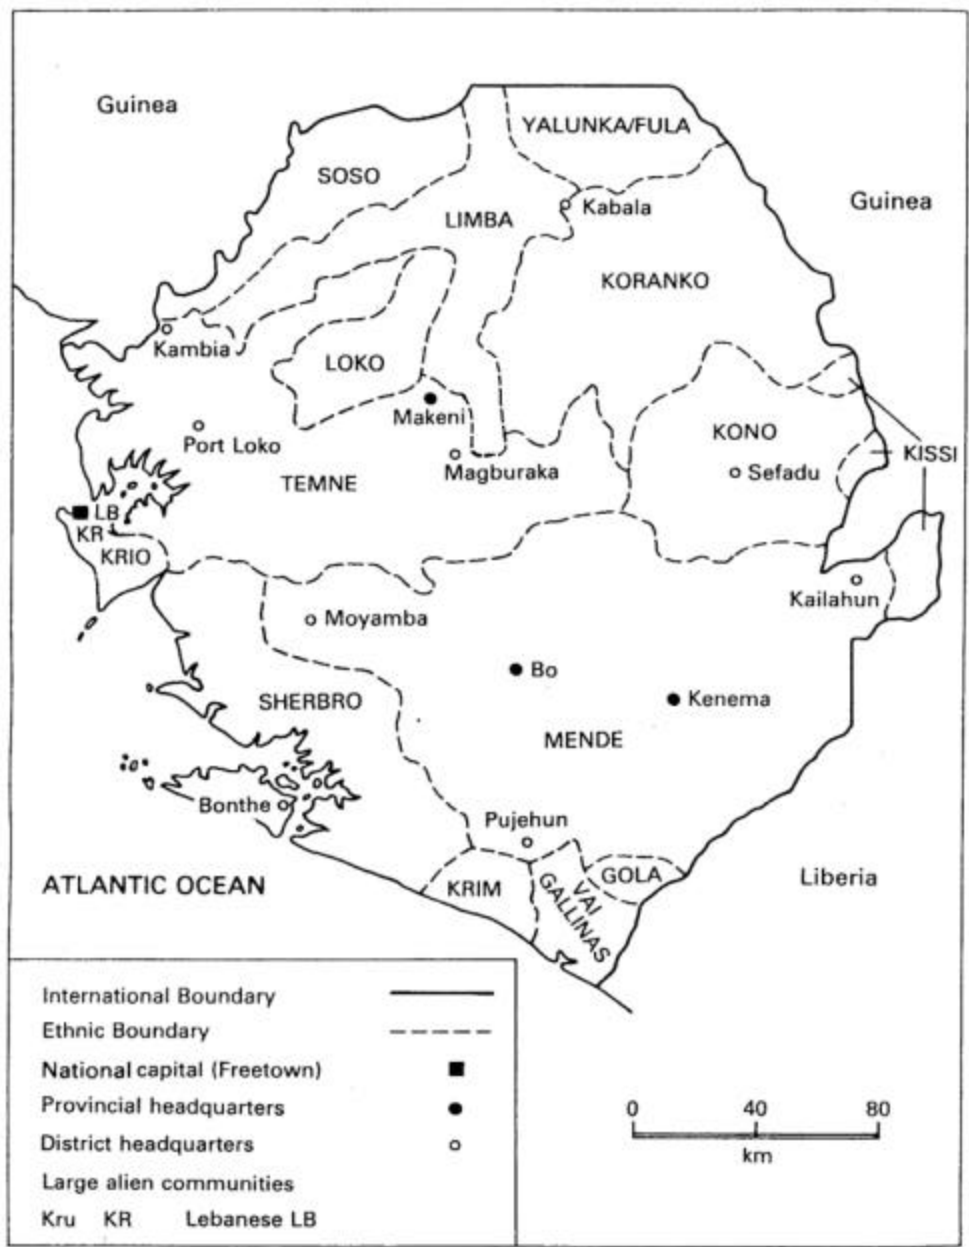 Guinea
YALUNKA/FULA
SOSO
Guinea
Kabala
LIMBA
KORANKO
Kambia
LOKO
Makeni
KONO
Port Loko
KISSI
Magburaka
Sefadu
TEMNE
LB
KR
KRIO
Kailahun
Moyamba
Bo
Kenema
SHERBRO
MENDE
Bonthe
Pujehun
GOLA
Liberia
ATLANTIC OCEAN
KRIM
VAI
GALLINAS
International Boundary
Ethnic Boundary
National capital (Freetown)
Provincial headquarters
District headquarters
Large alien communities
Kru KR Lebanese LB
0 40 80
km